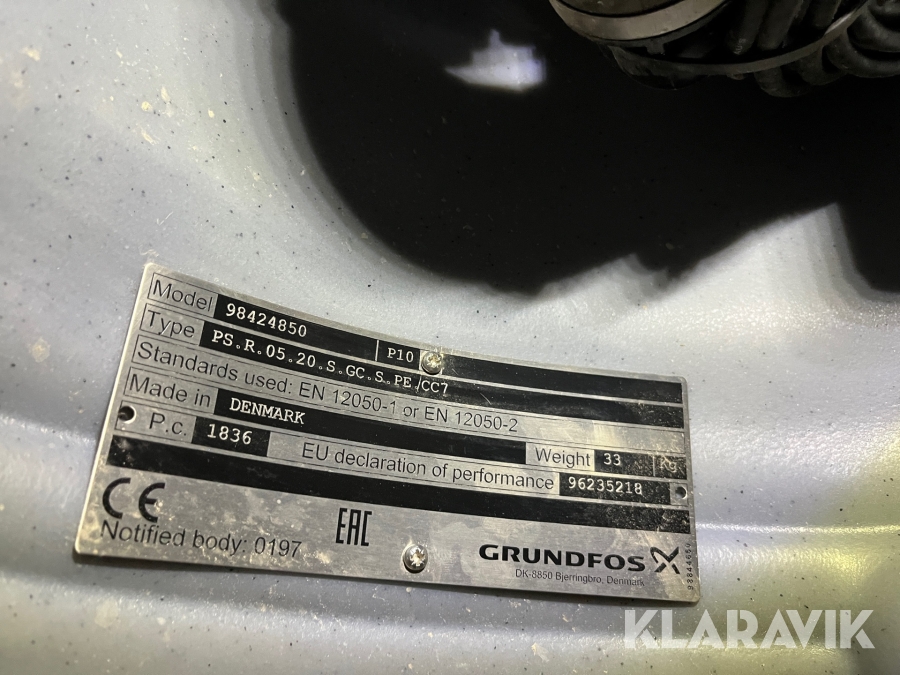 Model 98424850 P10
Type PS.R.05.20.S.GC.S.PE/CC7
Standards used: EN 12050-1 or EN 12050-2
Made in DENMARK Weight 33 Kg
P.c. 1836 EU declaration of performance 96235218
CE EAC
Notified body: 0197
GRUNDFOS
DK-8850 Bjerringbro, Denmark
KLARAVIK